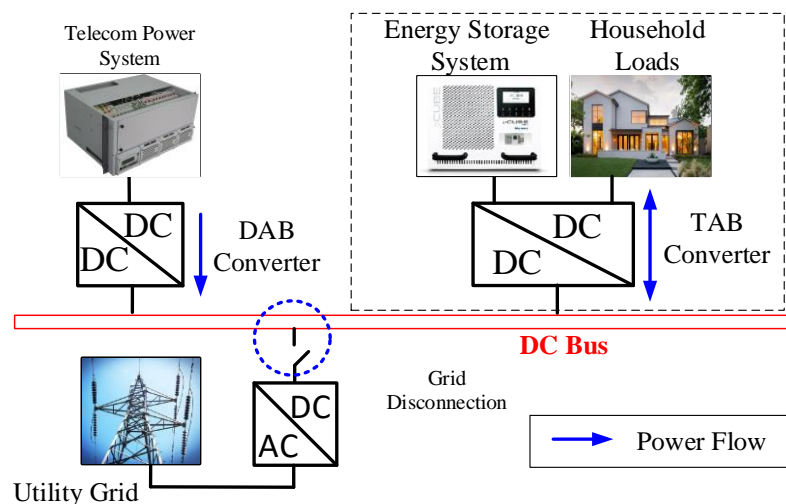 Telecom Power
System
Energy Storage
System
Household
Loads
DC
DC
DAB
Converter
DC
DC
TAB
Converter
DC Bus
DC
AC
Grid
Disconnection
Power Flow
Utility Grid